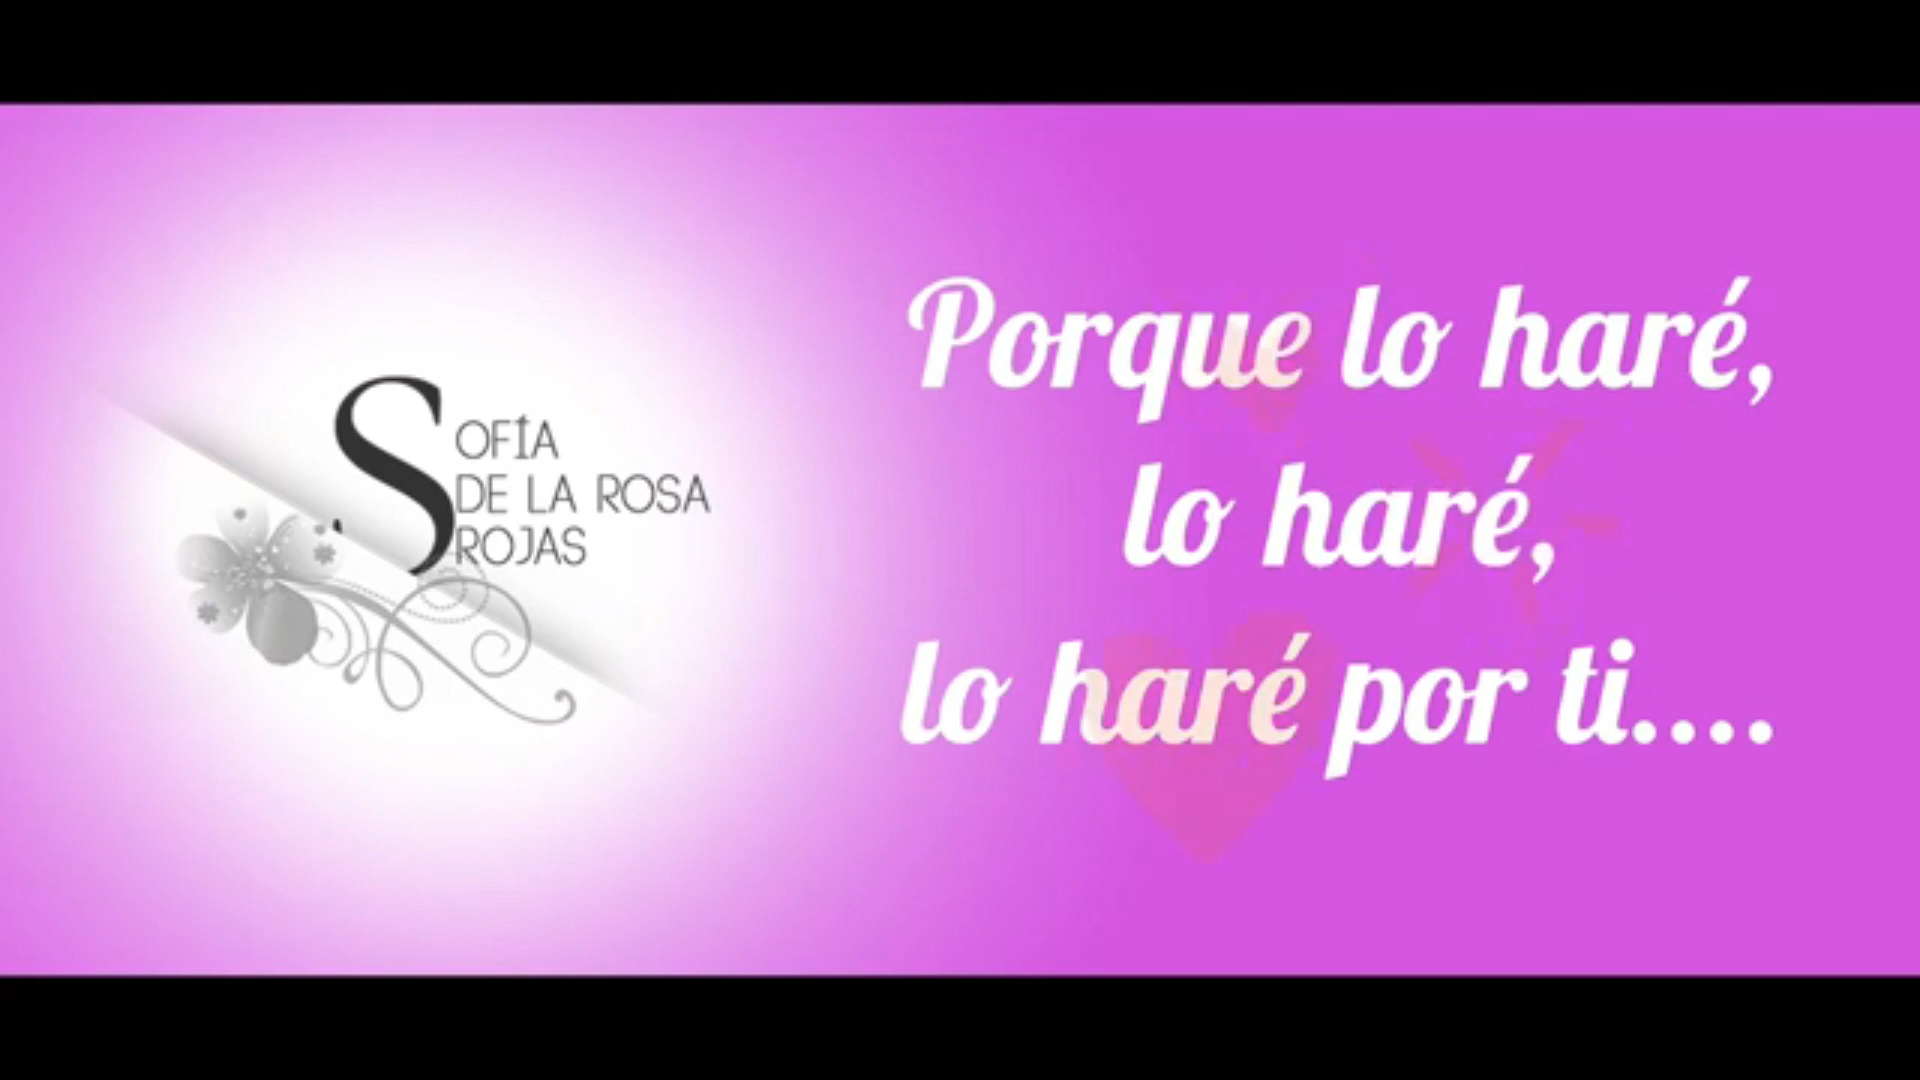 SOFÍA
DE LA ROSA
ROJAS
Porque lo haré,
lo haré,
lo haré por ti....